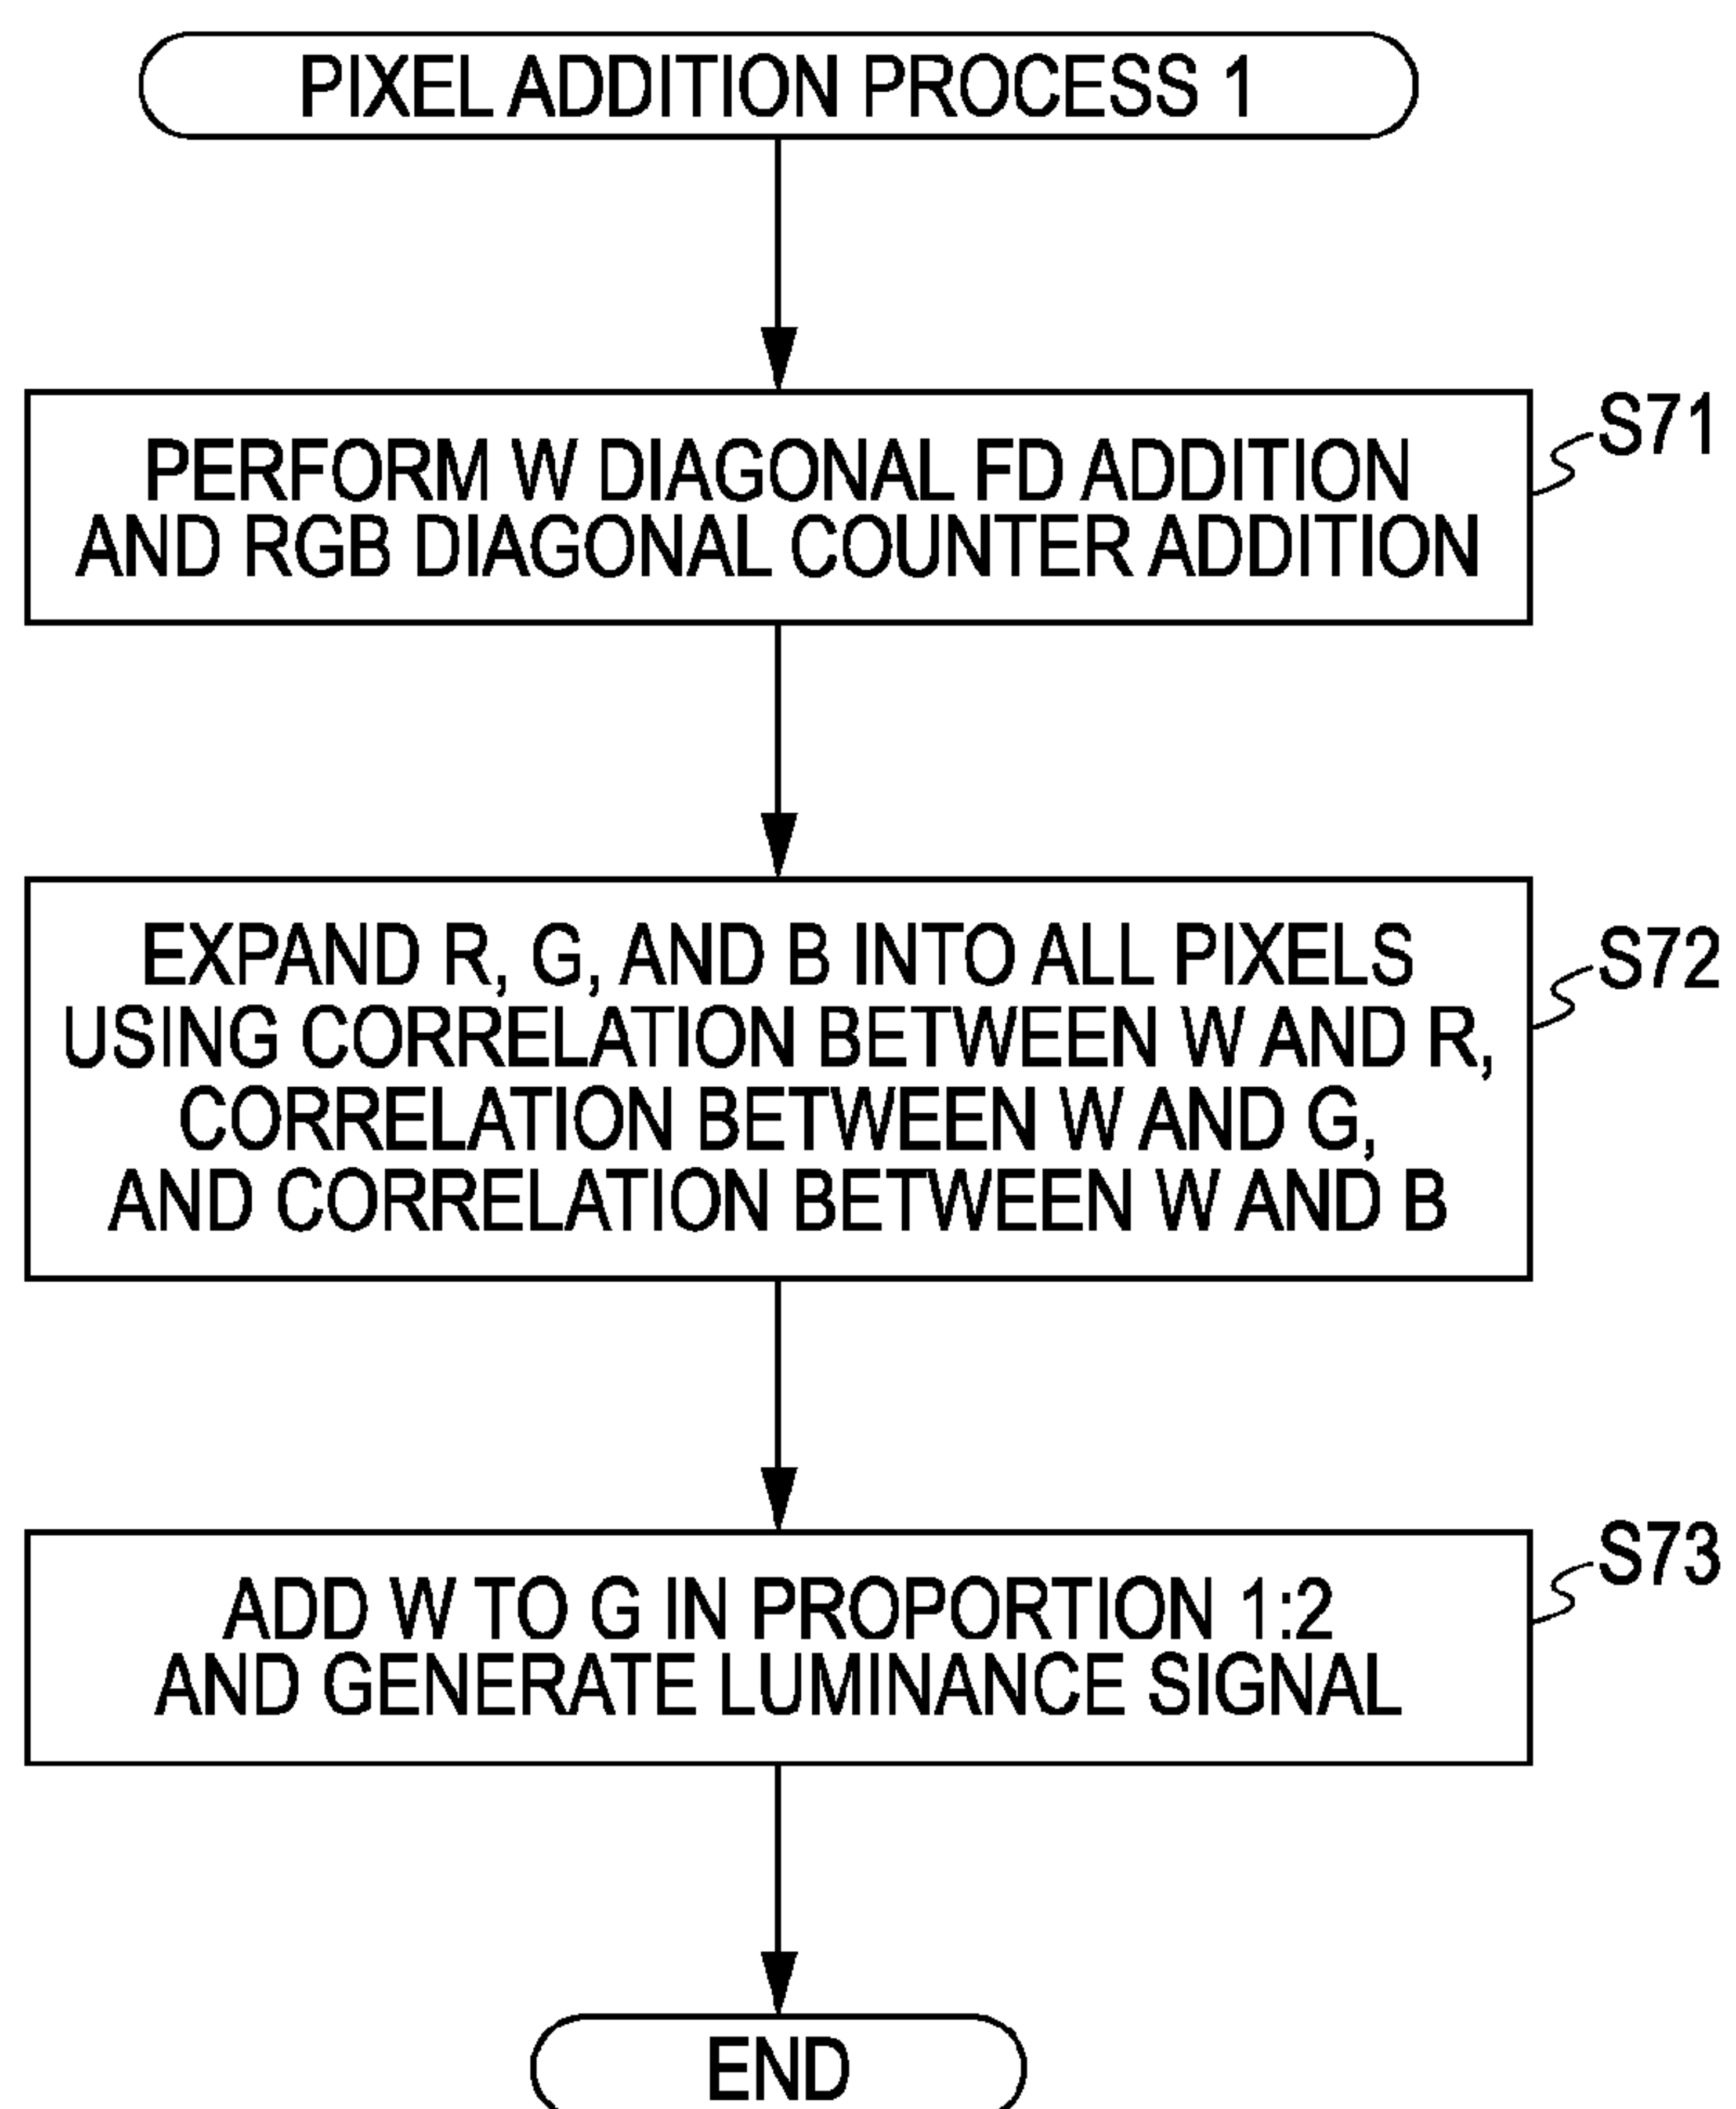 PIXEL ADDITION PROCESS 1
PERFORM W DIAGONAL FD ADDITION
AND RGB DIAGONAL COUNTER ADDITION
S71
EXPAND R, G, AND B INTO ALL PIXELS
USING CORRELATION BETWEEN W AND R,
CORRELATION BETWEEN W AND G,
AND CORRELATION BETWEEN W AND B
S72
ADD W TO G IN PROPORTION 1:2
AND GENERATE LUMINANCE SIGNAL
S73
END